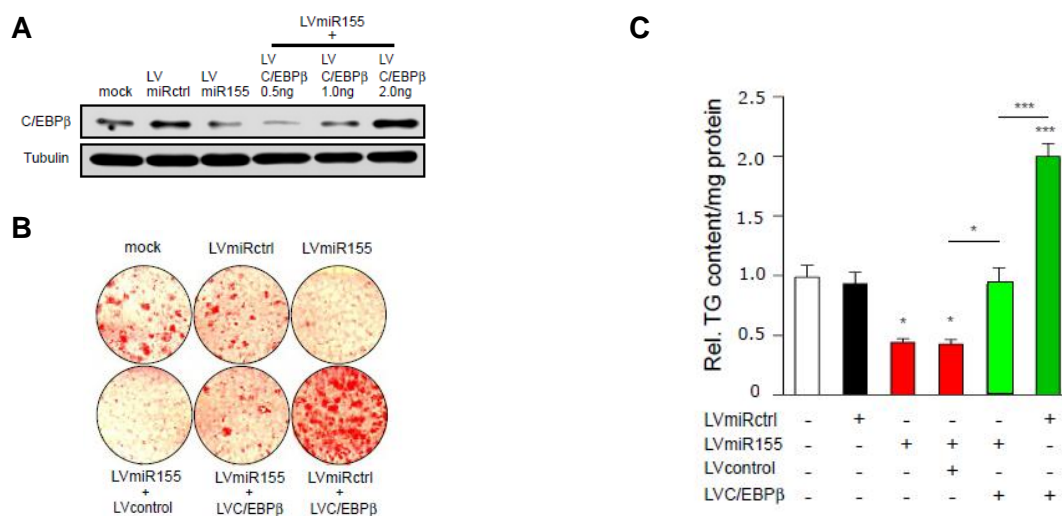 A
LVmiR155
+
mock
LV
miRctrl
LV
miR155
LV
C/EBPβ
0.5ng
LV
C/EBPβ
1.0ng
LV
C/EBPβ
2.0ng
C/EBPβ
Tubulin
B
mock
LVmiRctrl
LVmiR155
LVmiR155
+
LVcontrol
LVmiR155
+
LVC/EBPβ
LVmiRctrl
+
LVC/EBPβ
C
Rel. TG content/mg protein
2.5
2.0
1.5
1.0
0.5
0
* * * *** ***
LVmiRctrl - + - - - +
LVmiR155 - - + + + -
LVcontrol - - - + - -
LVC/EBPβ - - - - + +